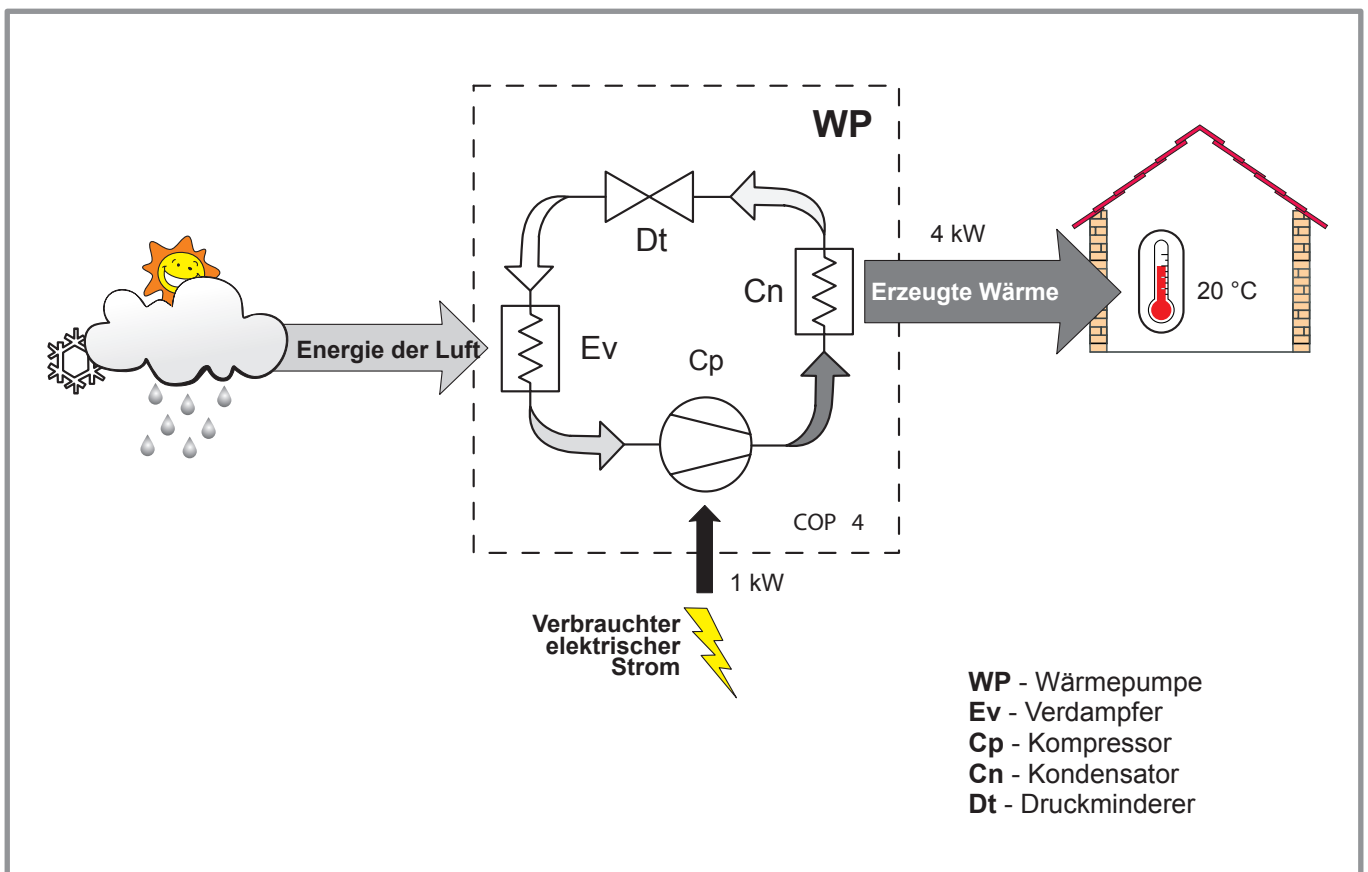 WP
Dt
4 kW
Cn
Erzeugte Wärme
20 °C
Energie der Luft
Ev
Cp
COP 4
1 kW
Verbrauchter
elektrischer
Strom
WP - Wärmepumpe
Ev - Verdampfer
Cp - Kompressor
Cn - Kondensator
Dt - Druckminderer